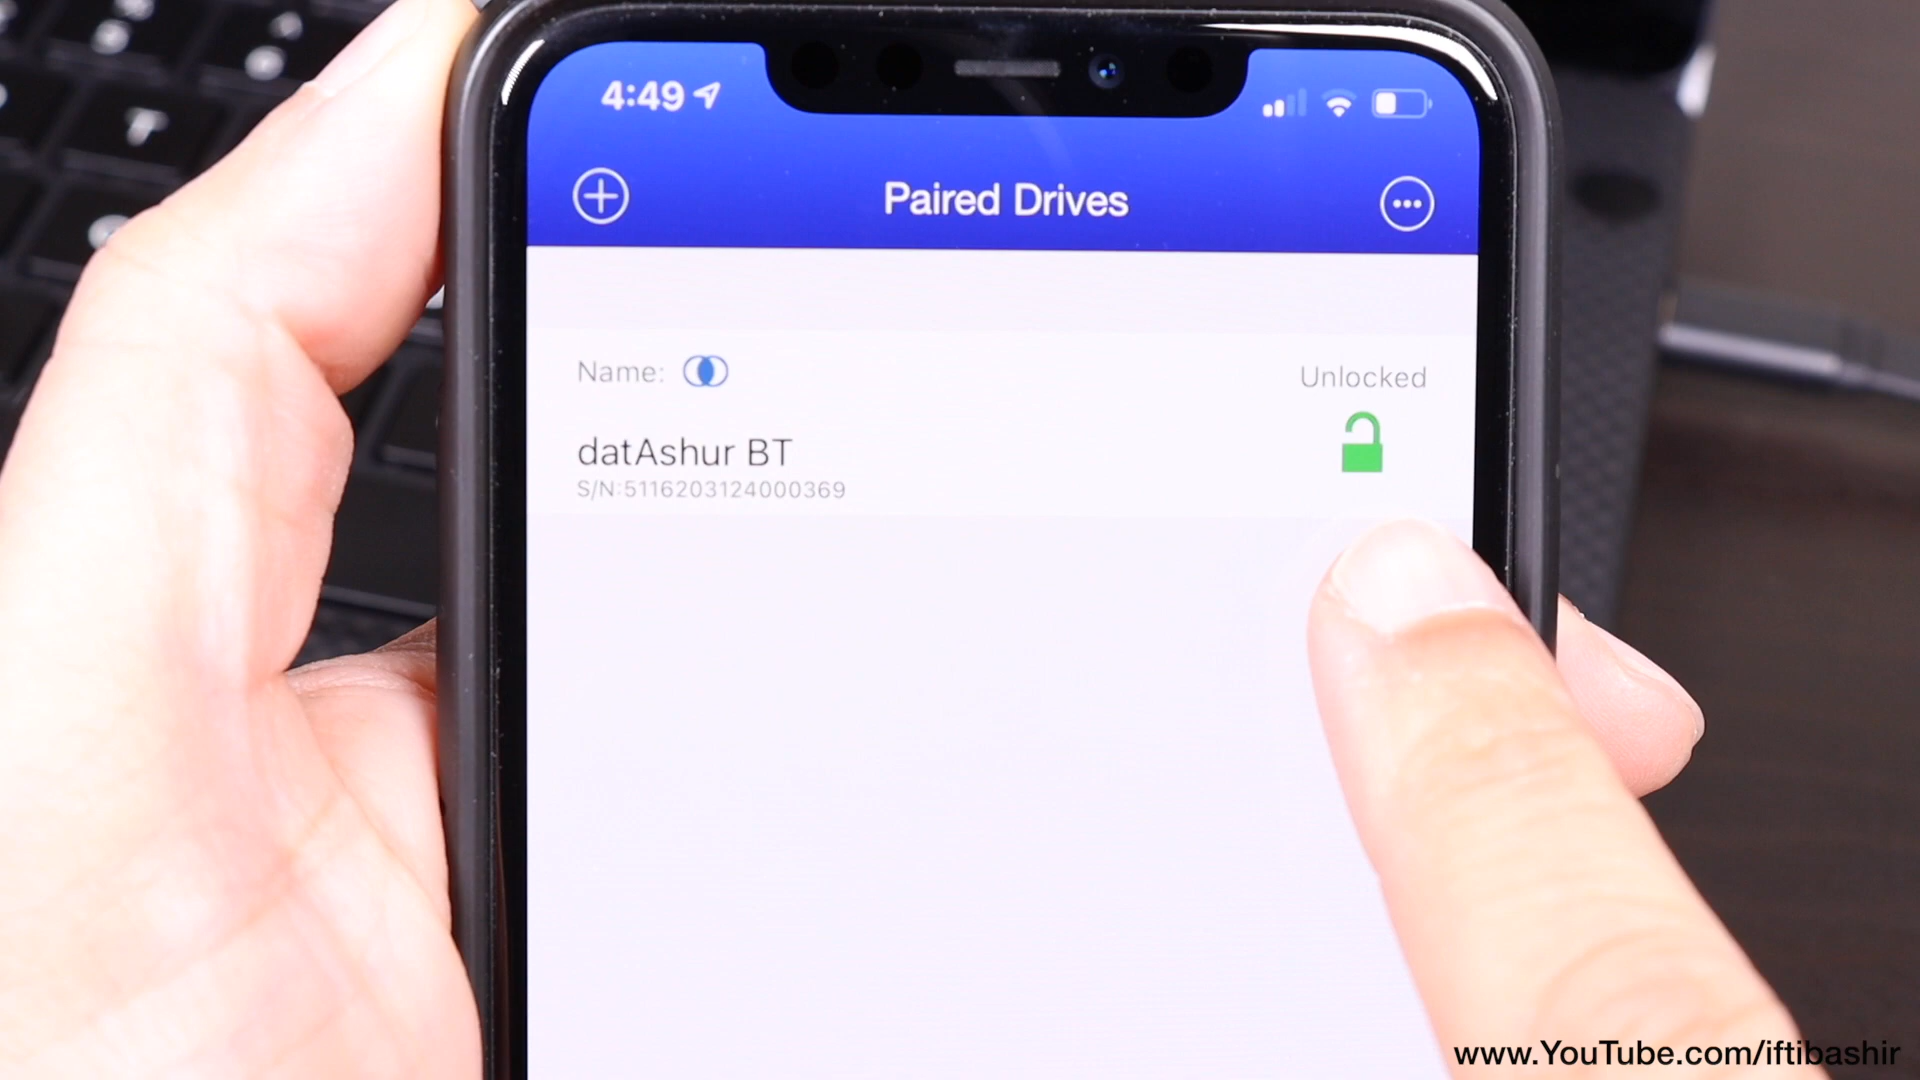 4:49
Paired Drives
Name:
Unlocked
datAshur BT
S/N:5116203124000369
T
www.YouTube.com/iftibashir